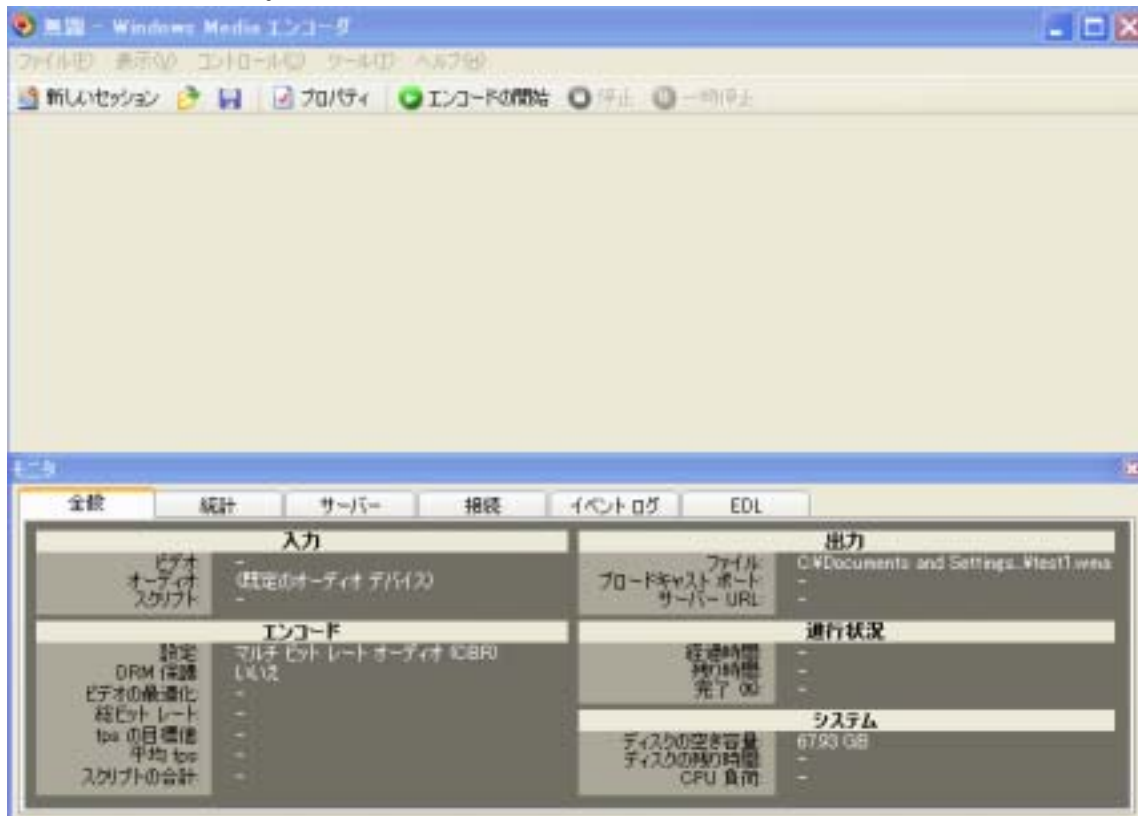 無題 - Windows Media エンコーダ
ファイル(F) 表示(V) コントロール(C) ツール(T) ヘルプ(H)
新しいセッション プロパティ エンコードの開始 停止 一時停止
モニタ
全般 統計 サーバー 接続 イベント ログ EDL
入力
ビデオ -
オーディオ (既定のオーディオ デバイス)
スクリプト -
エンコード
設定 マルチ ビット レート オーディオ (CBR)
DRM 保護 いいえ
ビデオの最適化 -
総ビット レート -
fps の目標値 -
平均 fps -
スクリプトの合計 -
出力
ファイル C:¥Documents and Settings...¥test1.wma
ブロードキャスト ポート -
サーバー URL -
進行状況
経過時間 -
残り時間 -
完了 (%) -
システム
ディスクの空き容量 67.93 GB
ディスクの残り時間 -
CPU 負荷 -